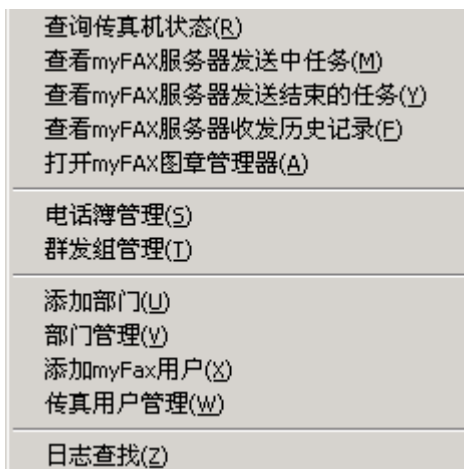 查询传真机状态(R)
查看myFAX服务器发送中任务(M)
查看myFAX服务器发送结束的任务(Y)
查看myFAX服务器收发历史记录(F)
打开myFAX图章管理器(A)
电话簿管理(S)
群发组管理(T)
添加部门(U)
部门管理(V)
添加myFax用户(X)
传真用户管理(W)
日志查找(Z)